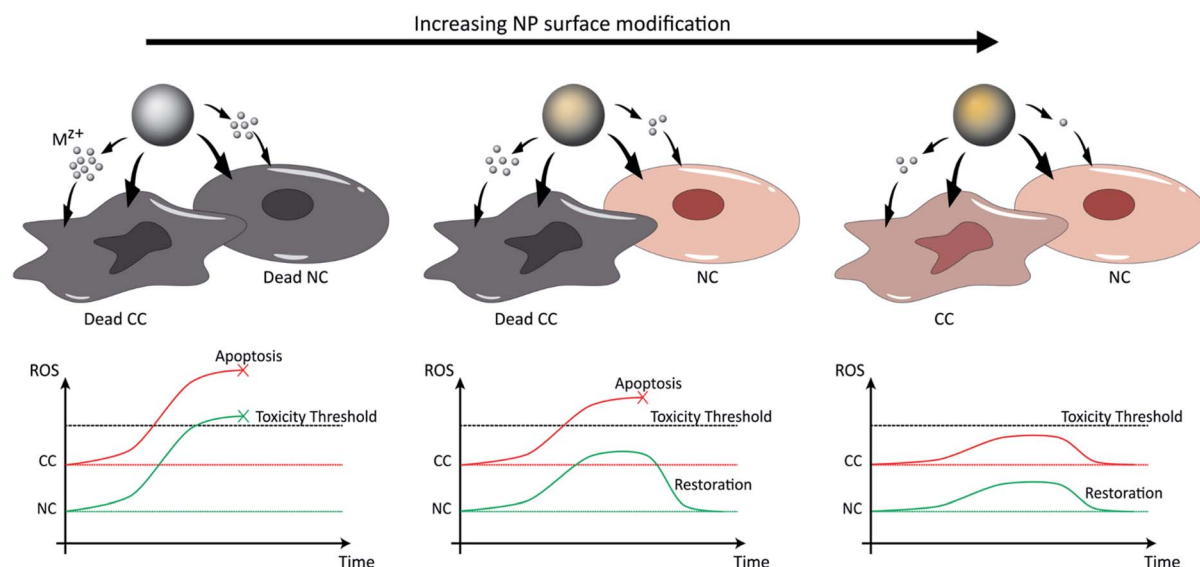 Increasing NP surface modification
Mz+
Dead NC
Dead CC
NC
Dead CC
NC
CC
ROS
Apoptosis
Toxicity Threshold
CC
NC
Time
ROS
Apoptosis
Toxicity Threshold
CC
Restoration
NC
Time
ROS
Toxicity Threshold
CC
Restoration
NC
Time